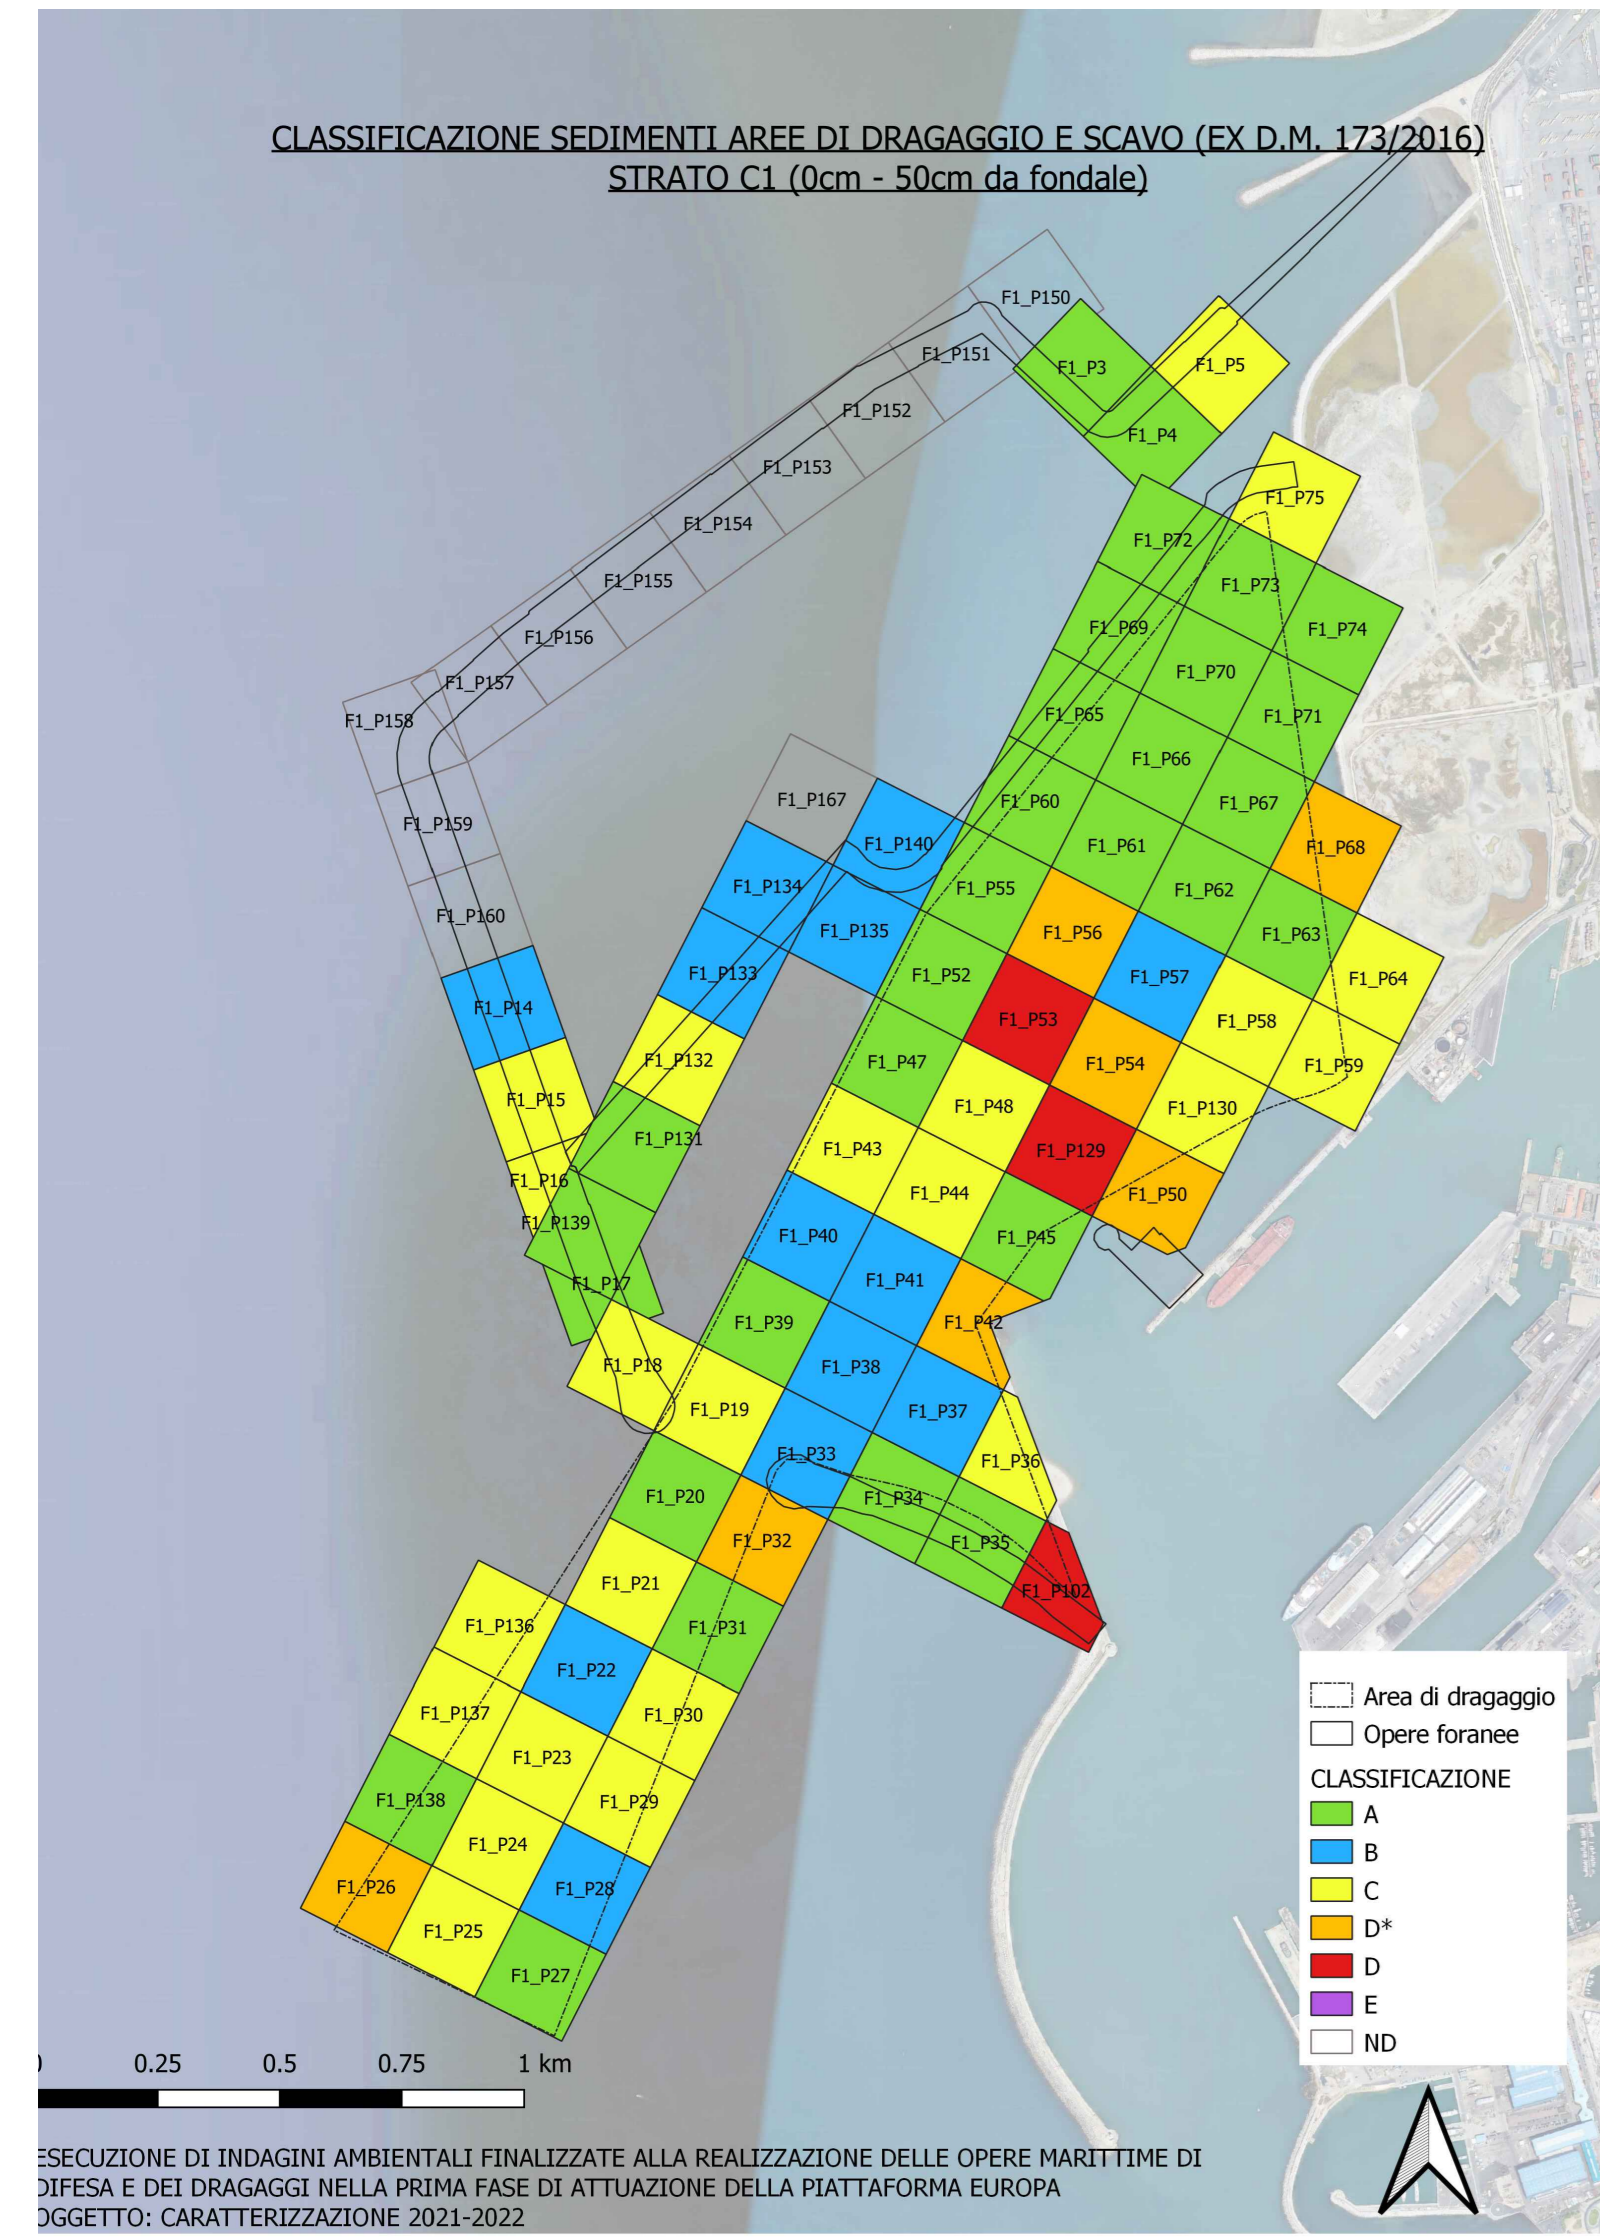 CLASSIFICAZIONE SEDIMENTI AREE DI DRAGAGGIO E SCAVO (EX D.M. 173/2016)
STRATO C1 (0cm - 50cm da fondale)
F1_P150
F1_P151
F1_P3
F1_P5
F1_P152
F1_P4
F1_P153
F1_P75
F1_P154
F1_P72
F1_P155
F1_P73
F1_P156
F1_P69
F1_P74
F1_P157
F1_P70
F1_P158
F1_P65
F1_P71
F1_P66
F1_P167
F1_P60
F1_P67
F1_P159
F1_P140
F1_P61
F1_P68
F1_P134
F1_P55
F1_P62
F1_P160
F1_P135
F1_P56
F1_P63
F1_P133
F1_P52
F1_P57
F1_P64
F1_P14
F1_P53
F1_P58
F1_P132
F1_P47
F1_P54
F1_P59
F1_P15
F1_P48
F1_P130
F1_P131
F1_P43
F1_P129
F1_P16
F1_P44
F1_P50
F1_P139
F1_P40
F1_P45
F1_P17
F1_P41
F1_P39
F1_P42
F1_P18
F1_P38
F1_P19
F1_P37
F1_P33
F1_P36
F1_P20
F1_P34
F1_P32
F1_P35
F1_P21
F1_P102
F1_P136
F1_P31
F1_P22
F1_P137
F1_P30
F1_P23
F1_P138
F1_P29
F1_P24
F1_P26
F1_P28
F1_P25
F1_P27
Area di dragaggio
Opere foranee
CLASSIFICAZIONE
A
B
C
D*
D
E
ND
0.25 0.5 0.75 1 km
ESECUZIONE DI INDAGINI AMBIENTALI FINALIZZATE ALLA REALIZZAZIONE DELLE OPERE MARITTIME DI
DIFESA E DEI DRAGAGGI NELLA PRIMA FASE DI ATTUAZIONE DELLA PIATTAFORMA EUROPA
OGGETTO: CARATTERIZZAZIONE 2021-2022